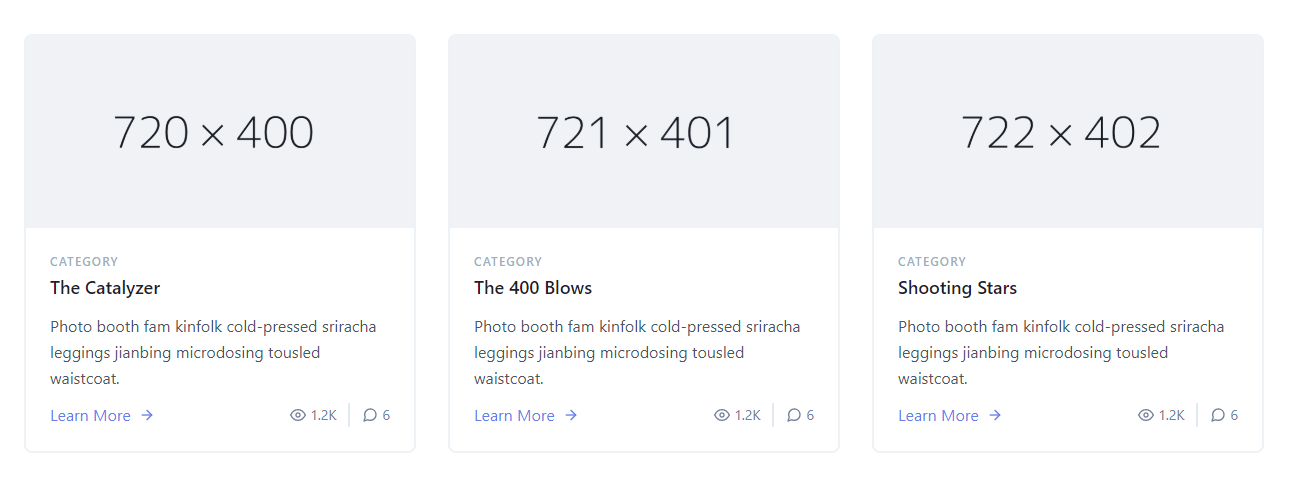 720 × 400
CATEGORY
The Catalyzer
Photo booth fam kinfolk cold-pressed sriracha
leggings jianbing microdosing tousled
waistcoat.
Learn More →
1.2K
6
721 × 401
CATEGORY
The 400 Blows
Photo booth fam kinfolk cold-pressed sriracha
leggings jianbing microdosing tousled
waistcoat.
Learn More →
1.2K
6
722 × 402
CATEGORY
Shooting Stars
Photo booth fam kinfolk cold-pressed sriracha
leggings jianbing microdosing tousled
waistcoat.
Learn More →
1.2K
6